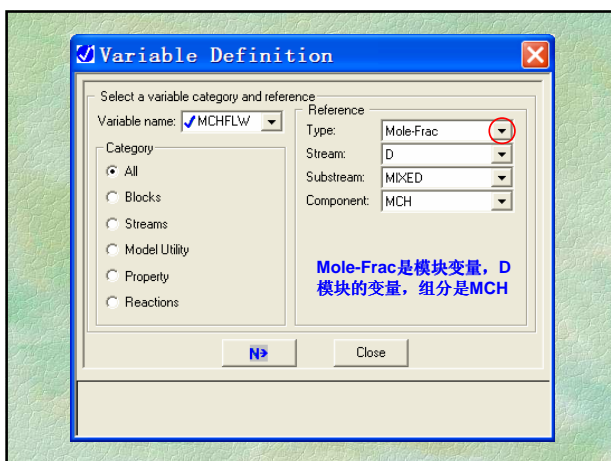 Variable Definition
Select a variable category and reference
Variable name: MCHFLW
Category
All
Blocks
Streams
Model Utility
Property
Reactions
Reference
Type: Mole-Frac
Stream: D
Substream: MIXED
Component: MCH
Mole-Frac是模块变量，D
模块的变量，组分是MCH
N>
Close